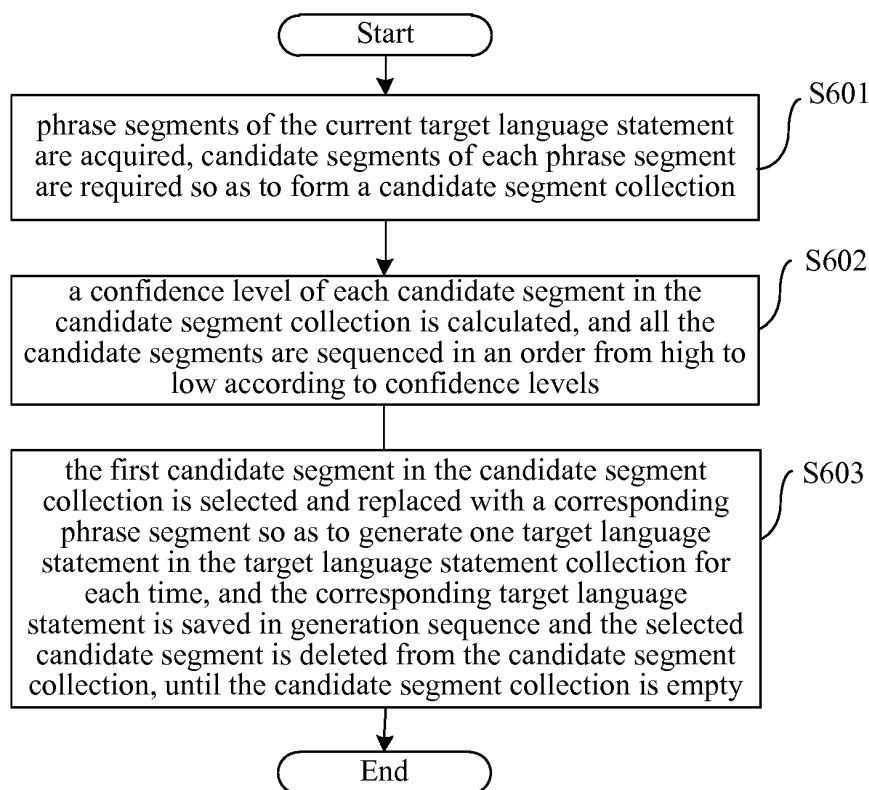 Start
S601
phrase segments of the current target language statement
are acquired, candidate segments of each phrase segment
are required so as to form a candidate segment collection
S602
a confidence level of each candidate segment in the
candidate segment collection is calculated, and all the
candidate segments are sequenced in an order from high to
low according to confidence levels
S603
the first candidate segment in the candidate segment
collection is selected and replaced with a corresponding
phrase segment so as to generate one target language
statement in the target language statement collection for
each time, and the corresponding target language
statement is saved in generation sequence and the selected
candidate segment is deleted from the candidate segment
collection, until the candidate segment collection is empty
End